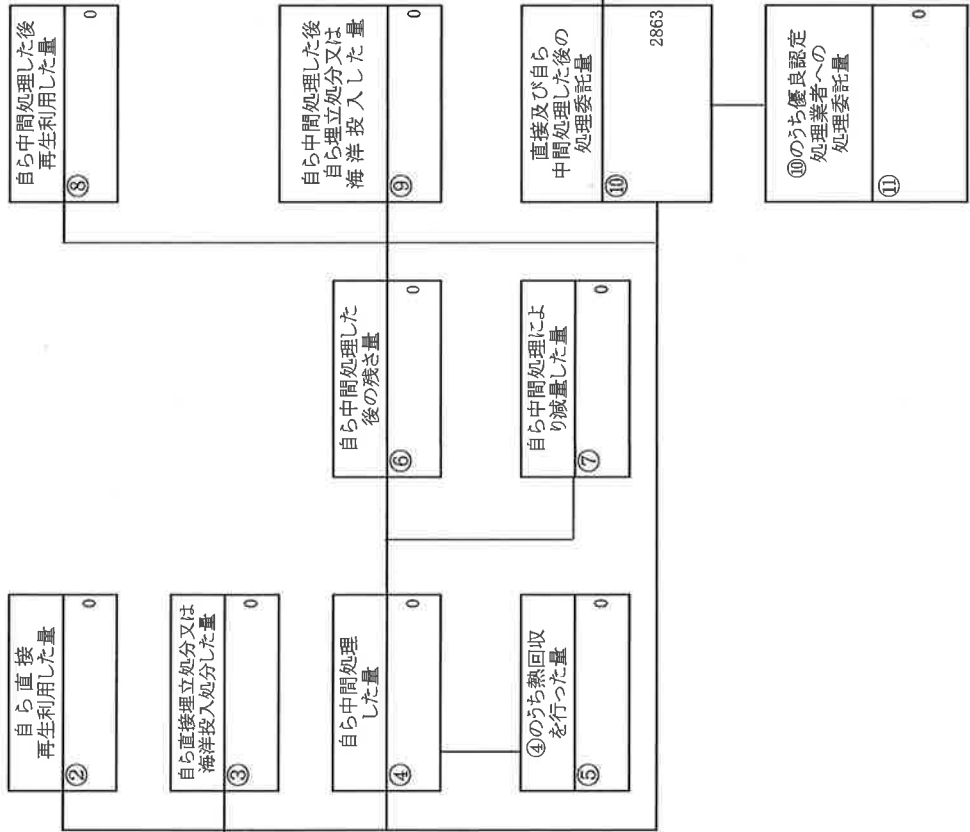 自ら直接
再生利用した量
②
0
自ら直接埋立処分又は
海洋投入処分した量
③
0
自ら中間処理
した量
④
0
④のうち熱回収
を行った量
⑤
0
自ら中間処理した
後の残さ量
⑥
0
自ら中間処理によ
り減量した量
⑦
0
自ら中間処理した後
再生利用した量
⑧
0
自ら中間処理した後
自ら埋立処分又は
海洋投入した量
⑨
0
直接及び自ら
中間処理した後の
処理委託量
⑩
2863
⑩のうち優良認定
処理業者への
処理委託量
⑪
0